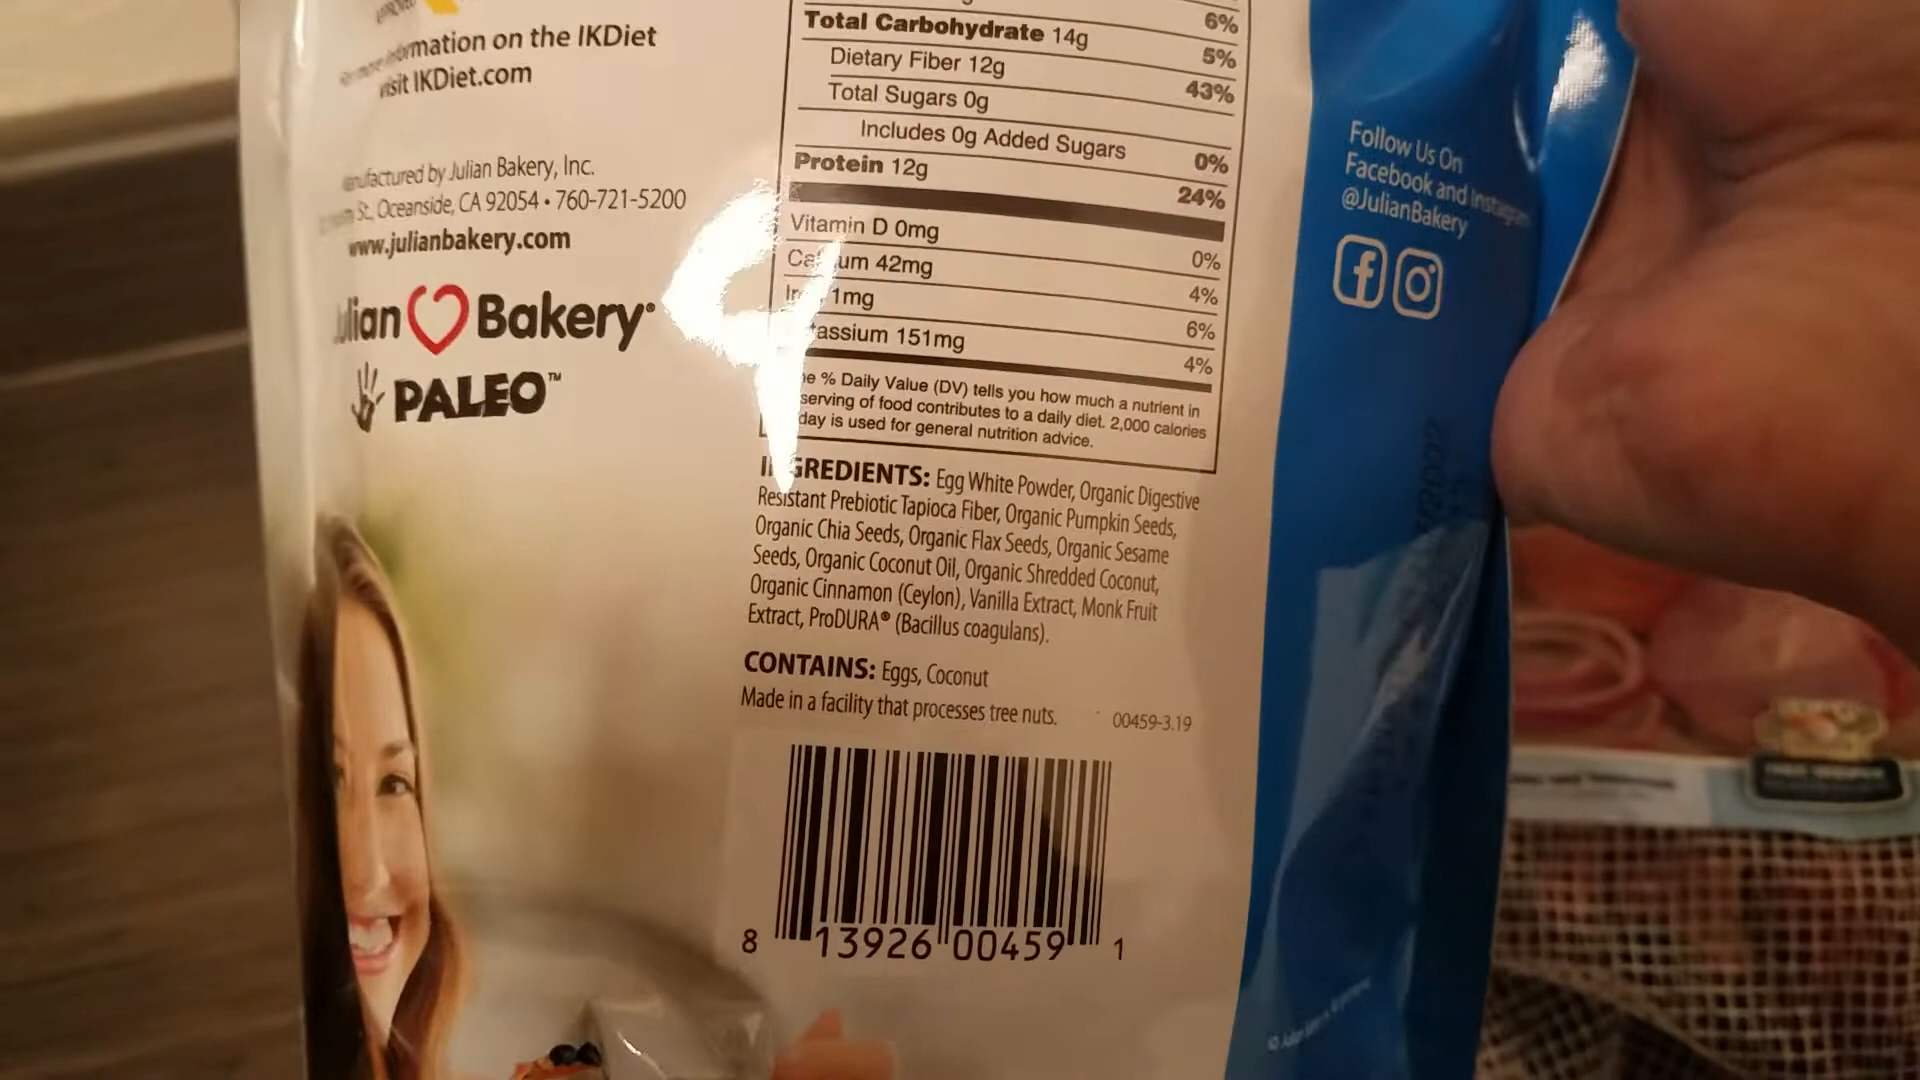 information on the IKDiet
visit IKDiet.com
Manufactured by Julian Bakery, Inc.
St., Oceanside, CA 92054 • 760-721-5200
www.julianbakery.com
Julian Bakery®
PALEO™
6%
Total Carbohydrate 14g 5%
Dietary Fiber 12g 43%
Total Sugars 0g
Includes 0g Added Sugars 0%
Protein 12g 24%
Vitamin D 0mg 0%
Calcium 42mg 4%
Iron 1mg 6%
Potassium 151mg 4%
The % Daily Value (DV) tells you how much a nutrient in
serving of food contributes to a daily diet. 2,000 calories
day is used for general nutrition advice.
INGREDIENTS: Egg White Powder, Organic Digestive
Resistant Prebiotic Tapioca Fiber, Organic Pumpkin Seeds,
Organic Chia Seeds, Organic Flax Seeds, Organic Sesame
Seeds, Organic Coconut Oil, Organic Shredded Coconut,
Organic Cinnamon (Ceylon), Vanilla Extract, Monk Fruit
Extract, ProDURA® (Bacillus coagulans).
CONTAINS: Eggs, Coconut
Made in a facility that processes tree nuts.
00459-3.19
8 13926 00459 1
Follow Us On
Facebook and Instagram
@JulianBakery